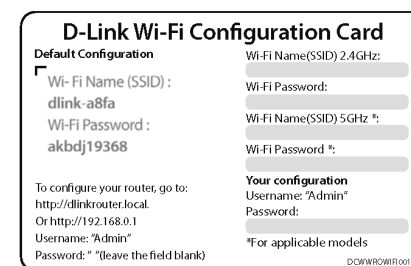 D-Link Wi-Fi Configuration Card
Default Configuration
Wi- Fi Name (SSID) :
dlink-a8fa
Wi-Fi Password :
akbdj19368
To configure your router, go to:
http://dlinkrouter.local.
Or http://192.168.0.1
Username: "Admin"
Password: " "(leave the field blank)
Wi-Fi Name(SSID) 2.4GHz:
Wi-Fi Password:
Wi-Fi Name(SSID) 5GHz *:
Wi-Fi Password *:
Your configuration
Username: "Admin"
Password:
*For applicable models
DCWWROWIFI001